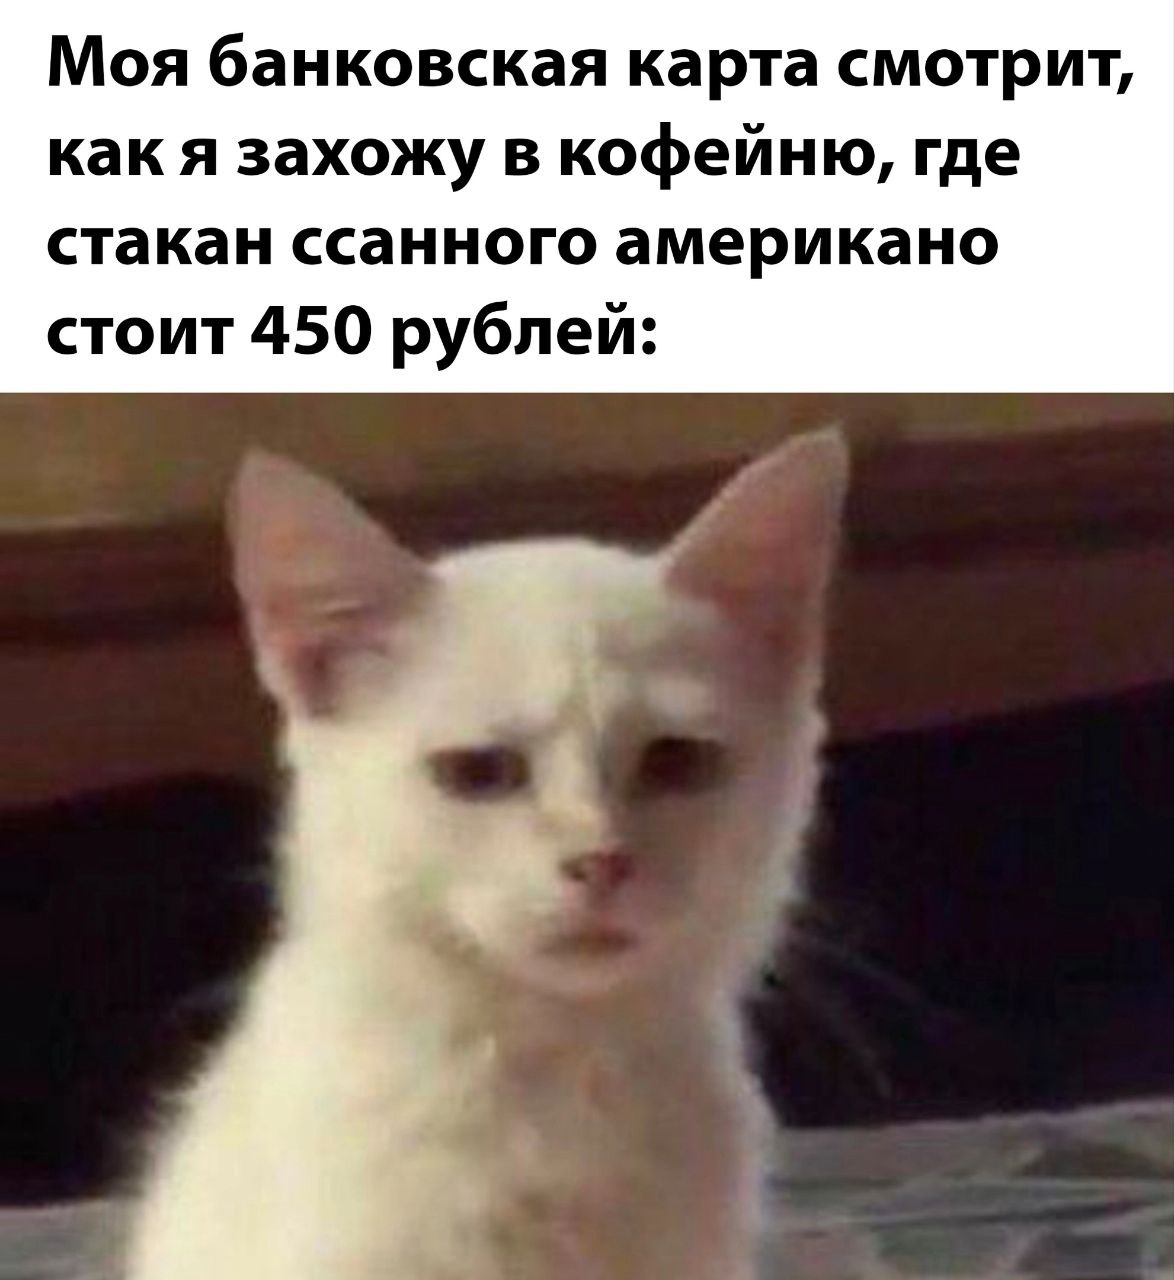 Моя банковская карта смотрит,
как я захожу в кофейню, где
стакан ссанного американо
стоит 450 рублей: